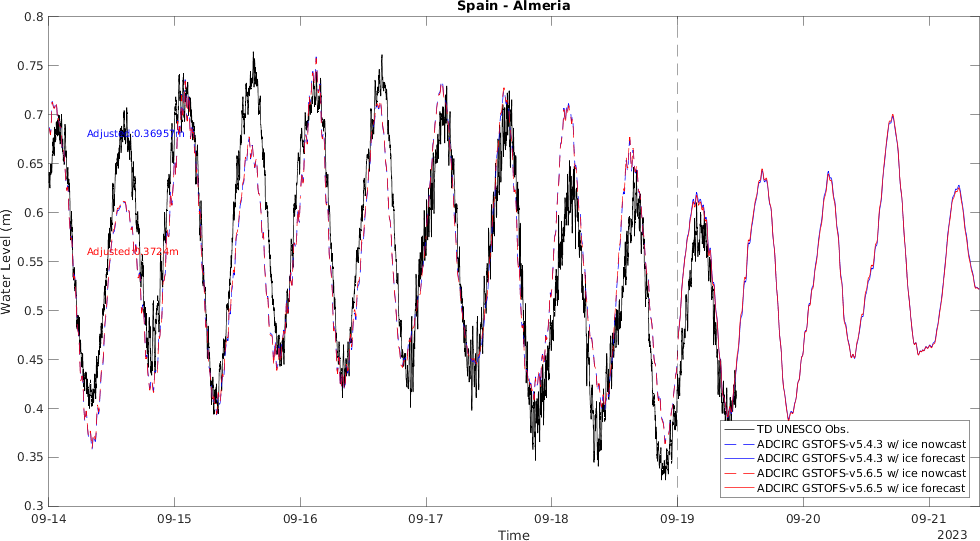 Spain - Almeria
0.8
0.75
0.7
0.65
0.6
0.55
0.5
0.45
0.4
0.35
0.3
Water Level (m)
Adjusted:0.36957m
Adjusted:0.3724m
TD UNESCO Obs.
ADCIRC GSTOFS-v5.4.3 w/ ice nowcast
ADCIRC GSTOFS-v5.4.3 w/ ice forecast
ADCIRC GSTOFS-v5.6.5 w/ ice nowcast
ADCIRC GSTOFS-v5.6.5 w/ ice forecast
09-14 09-15 09-16 09-17 09-18 09-19 09-20 09-21
Time
2023